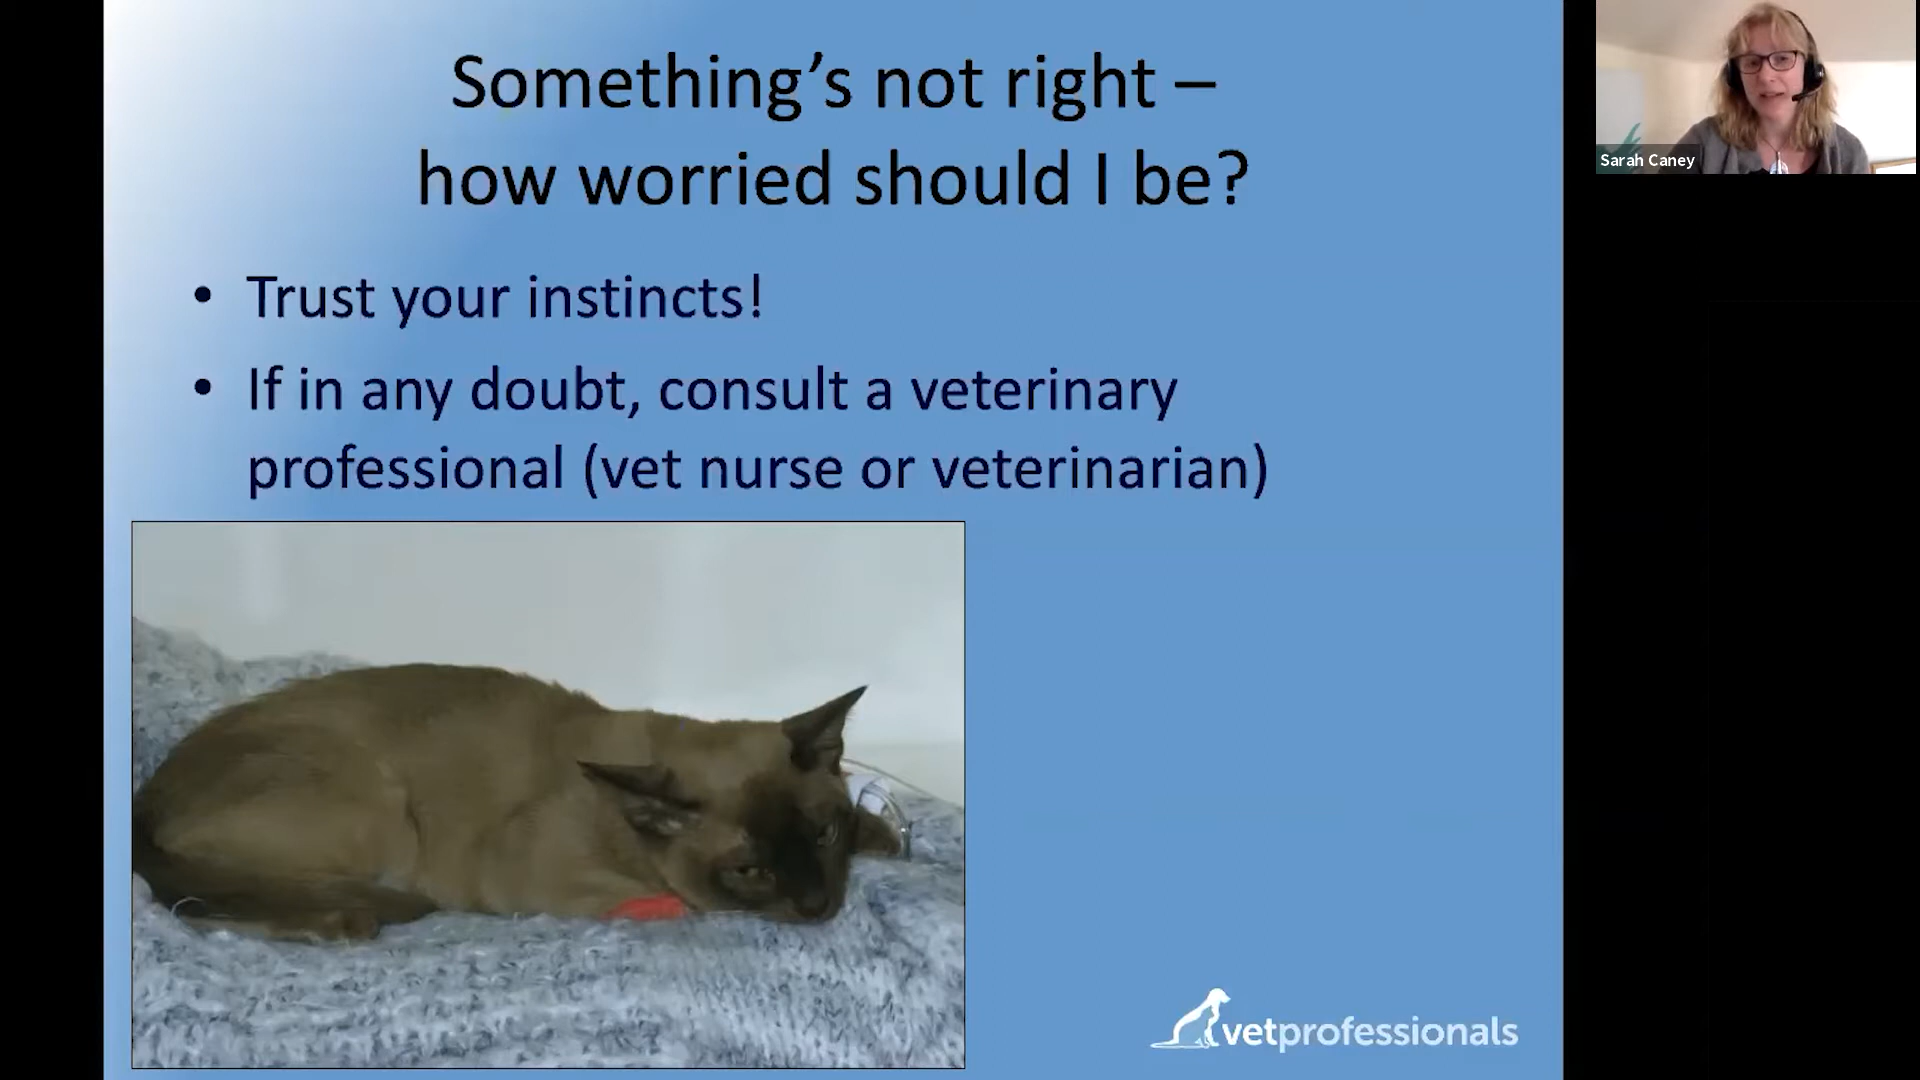 Something’s not right –
how worried should I be?
• Trust your instincts!
• If in any doubt, consult a veterinary
professional (vet nurse or veterinarian)
vetprofessionals
Sarah Caney